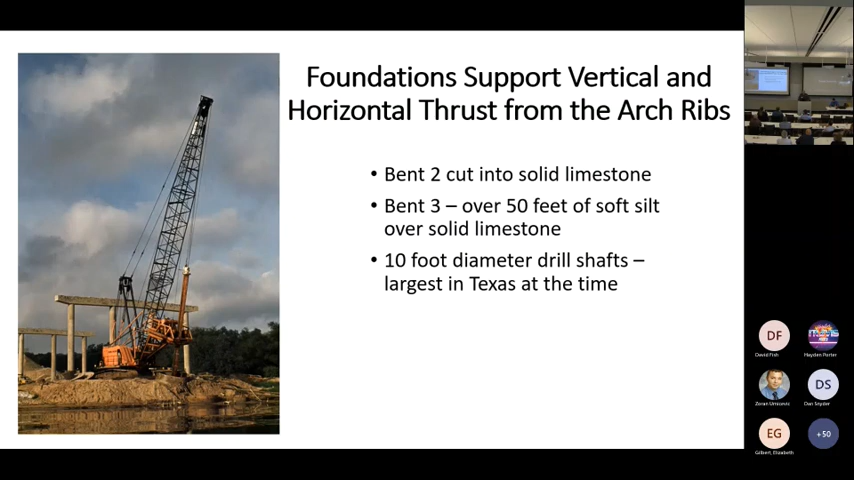 Foundations Support Vertical and
Horizontal Thrust from the Arch Ribs
• Bent 2 cut into solid limestone
• Bent 3 – over 50 feet of soft silt
over solid limestone
• 10 foot diameter drill shafts –
largest in Texas at the time
DF
David Fish
Hayden Porter
DS
Dan Snyder
EG
Gilbert, Elizabeth
+50